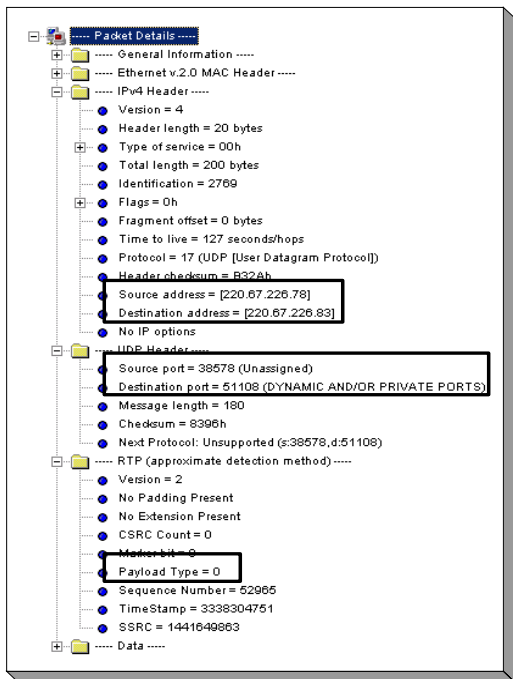 ----- Packet Details -----
----- General Information -----
----- Ethernet v.2.0 MAC Header -----
----- IPv4 Header -----
Version = 4
Header length = 20 bytes
Type of service = 00h
Total length = 200 bytes
Identification = 2769
Flags = 0h
Fragment offset = 0 bytes
Time to live = 127 seconds/hops
Protocol = 17 (UDP [User Datagram Protocol])
Header checksum = B32Ah
Source address = [220.67.226.78]
Destination address = [220.67.226.83]
No IP options
----- UDP Header -----
Source port = 38578 (Unassigned)
Destination port = 51108 (DYNAMIC AND/OR PRIVATE PORTS)
Message length = 180
Checksum = 8396h
Next Protocol: Unsupported (s:38578,d:51108)
----- RTP (approximate detection method) -----
Version = 2
No Padding Present
No Extension Present
CSRC Count = 0
Marker bit = 0
Payload Type = 0
Sequence Number = 52965
TimeStamp = 3338304751
SSRC = 1441649863
----- Data -----